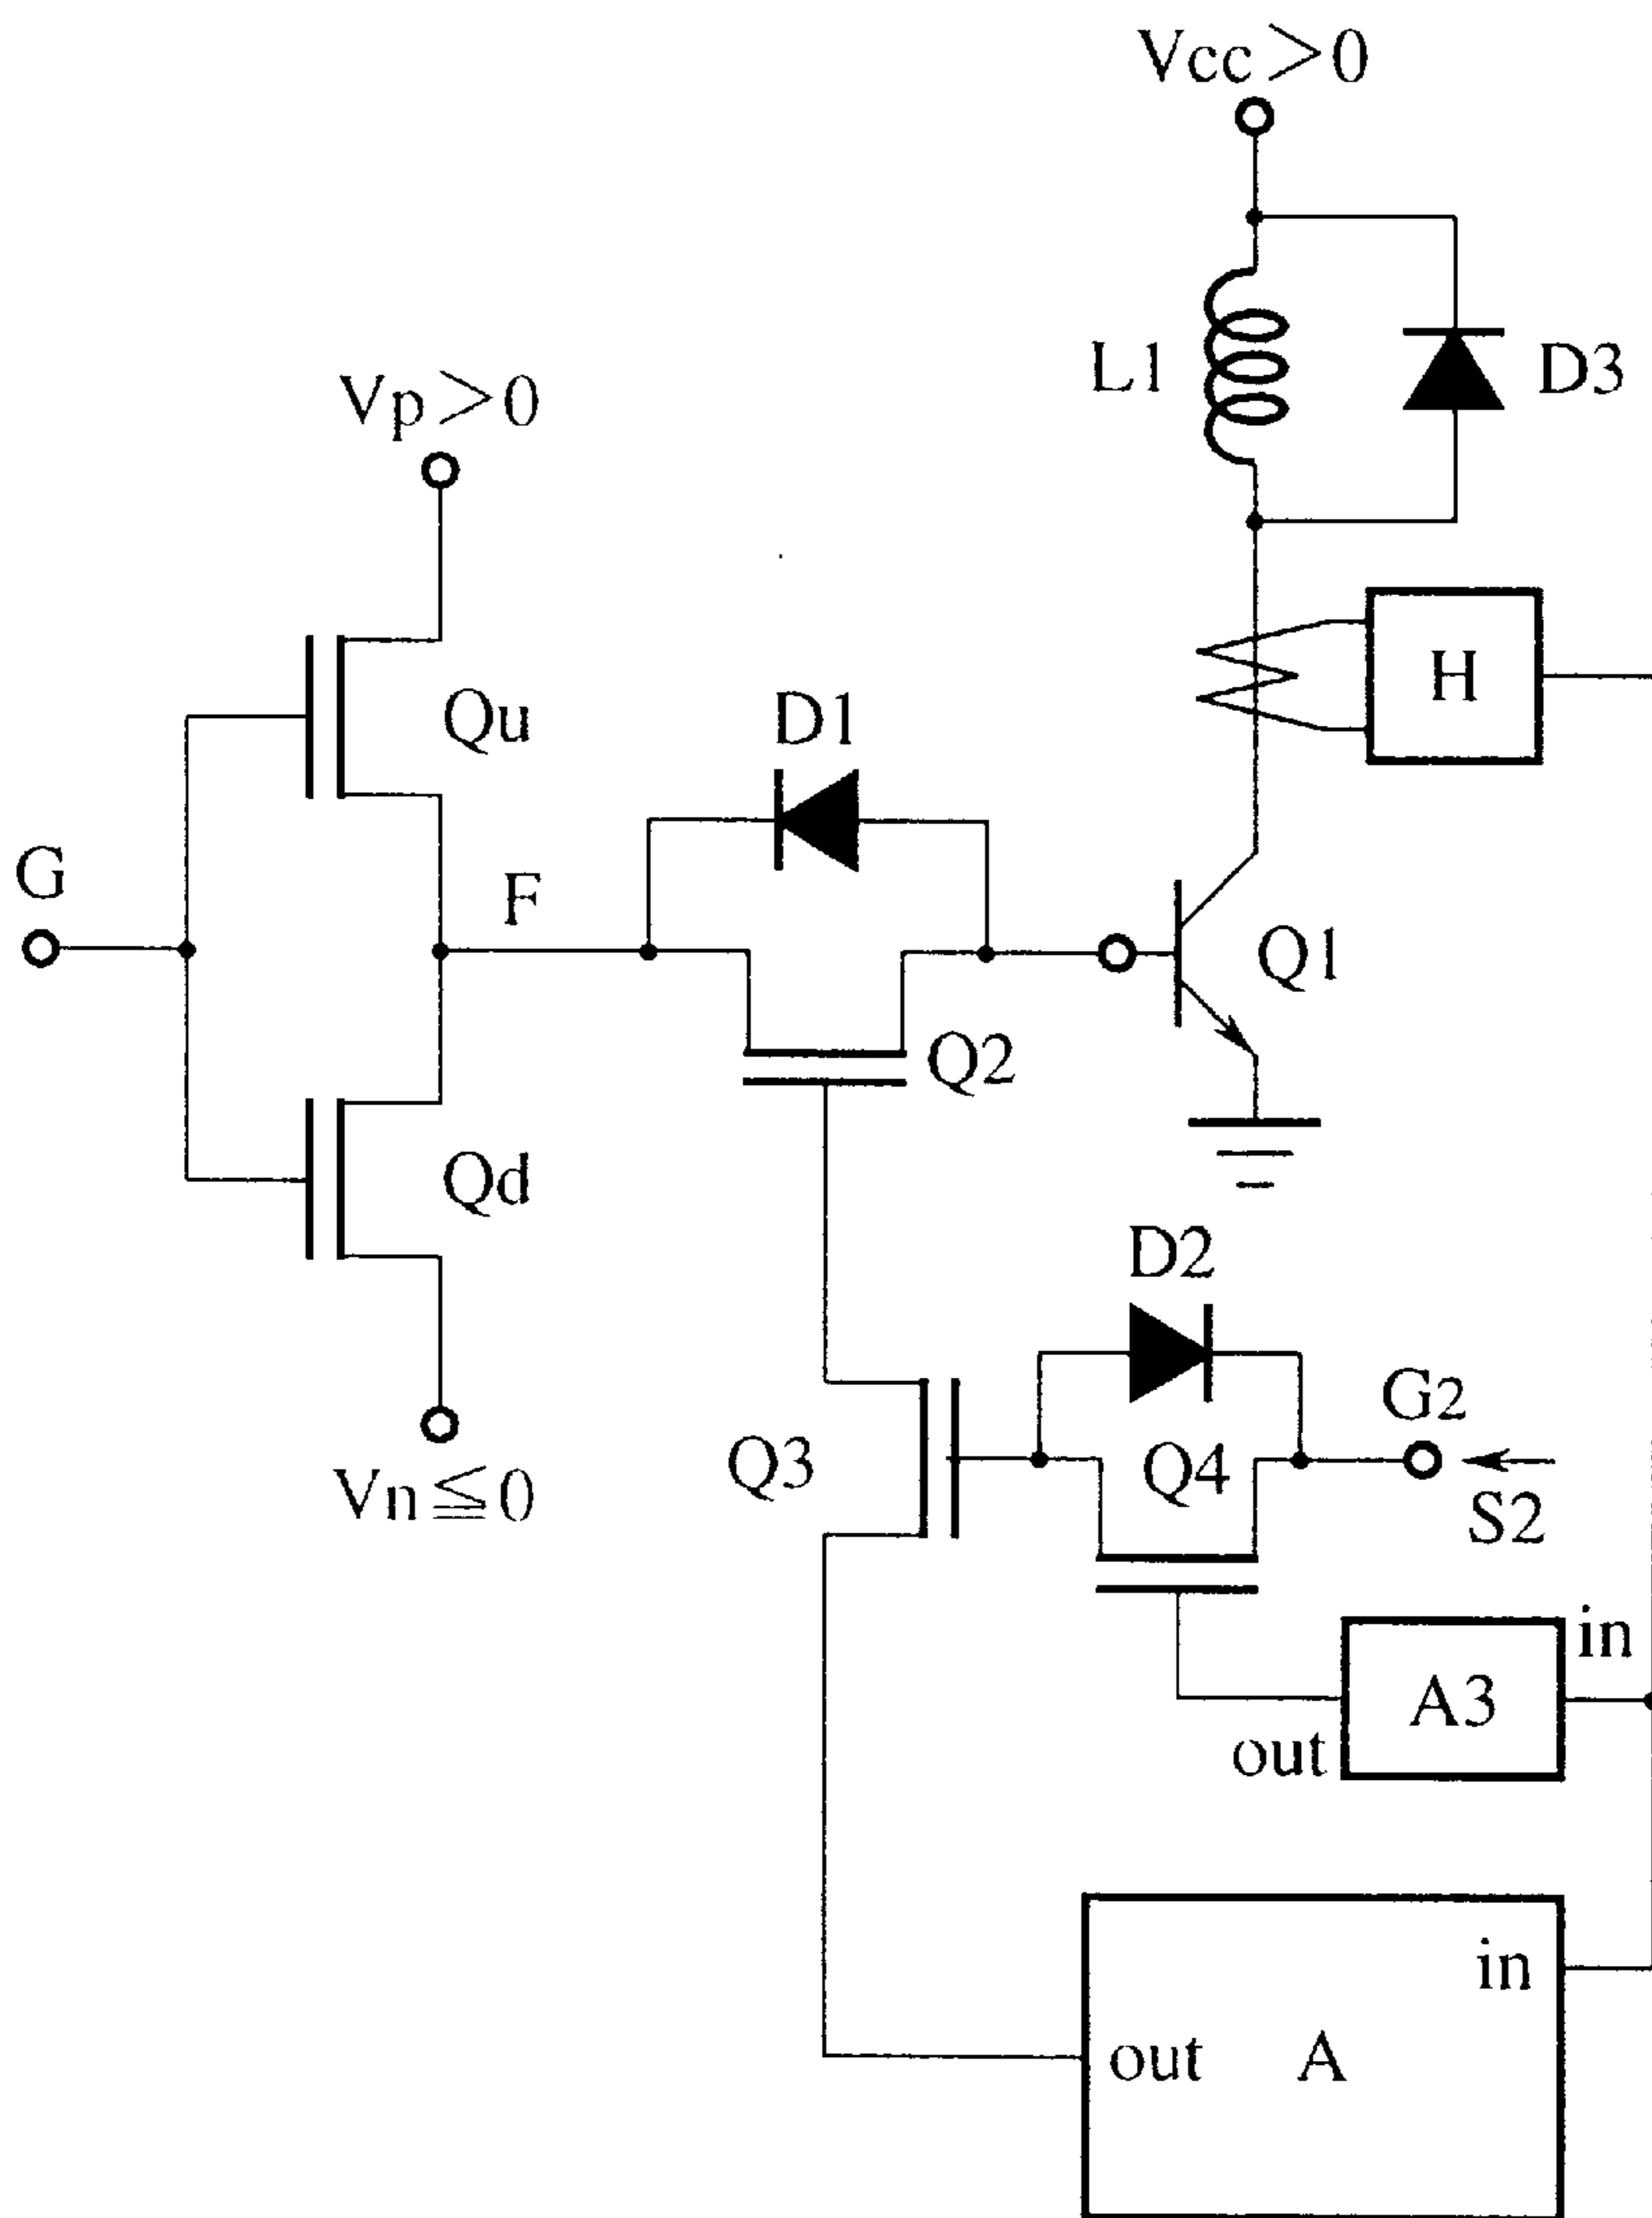 Vcc>0
L1
D3
Vp>0
H
Qu
D1
G
F
Q1
Q2
Qd
D2
G2
Q3
Q4
Vn≦0
S2
in
A3
out
in
out
A